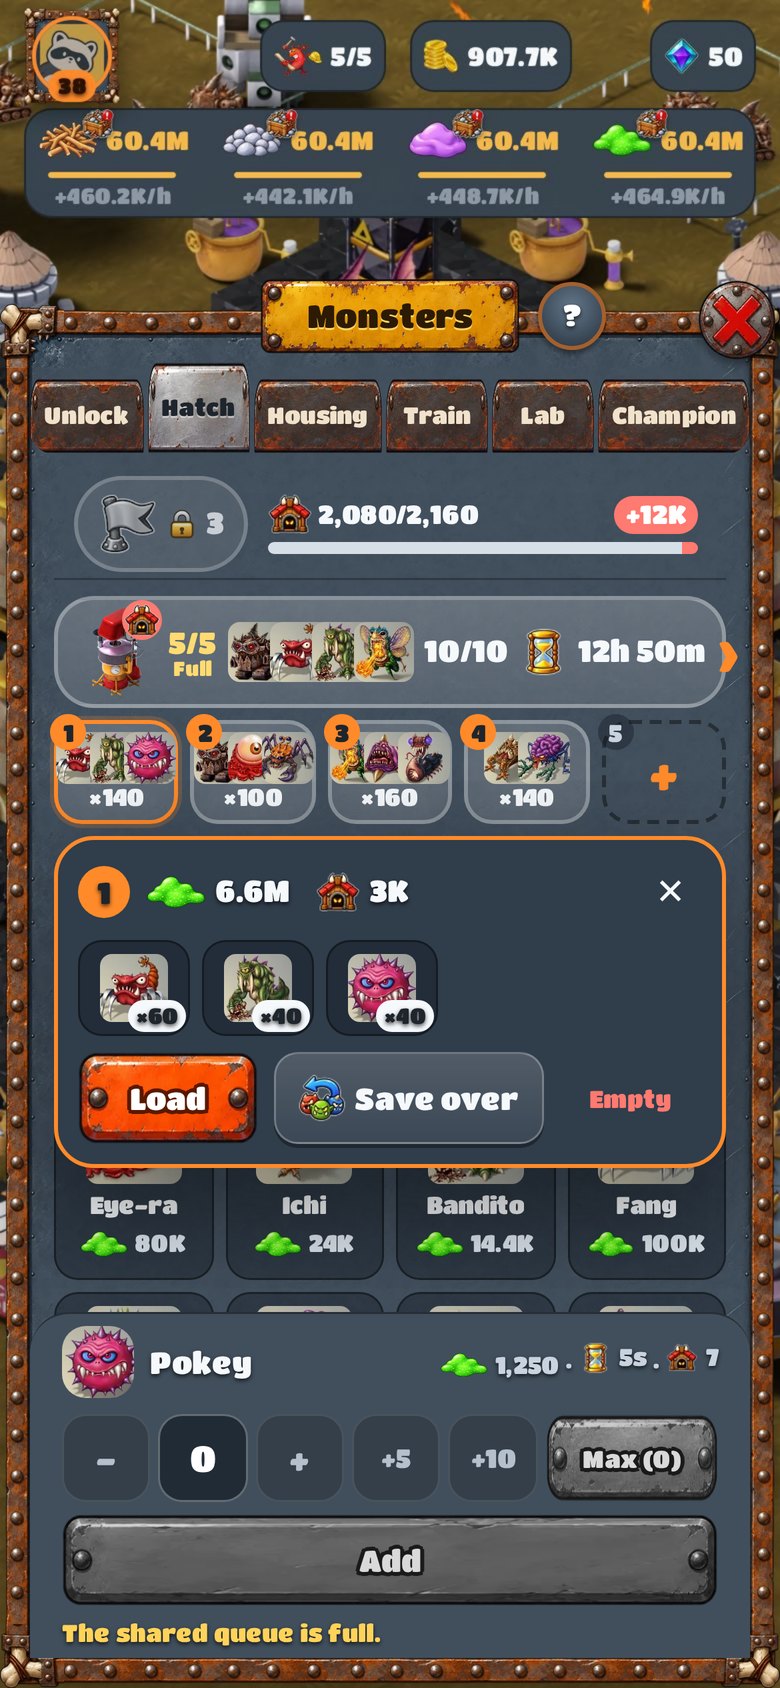 38
5/5
907.7K
50
60.4M
60.4M
60.4M
60.4M
+460.2K/h
+442.1K/h
+448.7K/h
+464.9K/h
Monsters
?
Unlock
Hatch
Housing
Train
Lab
Champion
3
2,080/2,160
+12K
5/5
Full
10/10
12h 50m
1
2
3
4
5
×140
×100
×160
×140
+
1
6.6M
3K
×60
×40
×40
Load
Save over
Empty
Eye-ra
Ichi
Bandito
Fang
80K
24K
14.4K
100K
Pokey
1,250 · 5s · 7
-
0
+
+5
+10
Max (0)
Add
The shared queue is full.